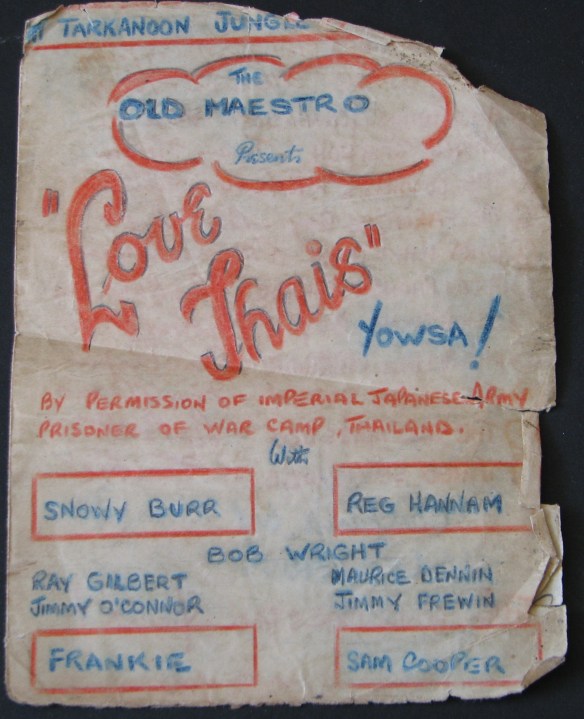 TARKANOON JUNGLE
THE
OLD MAESTRO
Presents
"Love
Thais"
YOWSA!
BY PERMISSION OF IMPERIAL JAPANESE ARMY
PRISONER OF WAR CAMP, THAILAND.
With
SNOWY BURR REG HANNAM
BOB WRIGHT
RAY GILBERT MAURICE DENNIN
JIMMY O'CONNOR JIMMY FREWIN
FRANKIE SAM COOPER